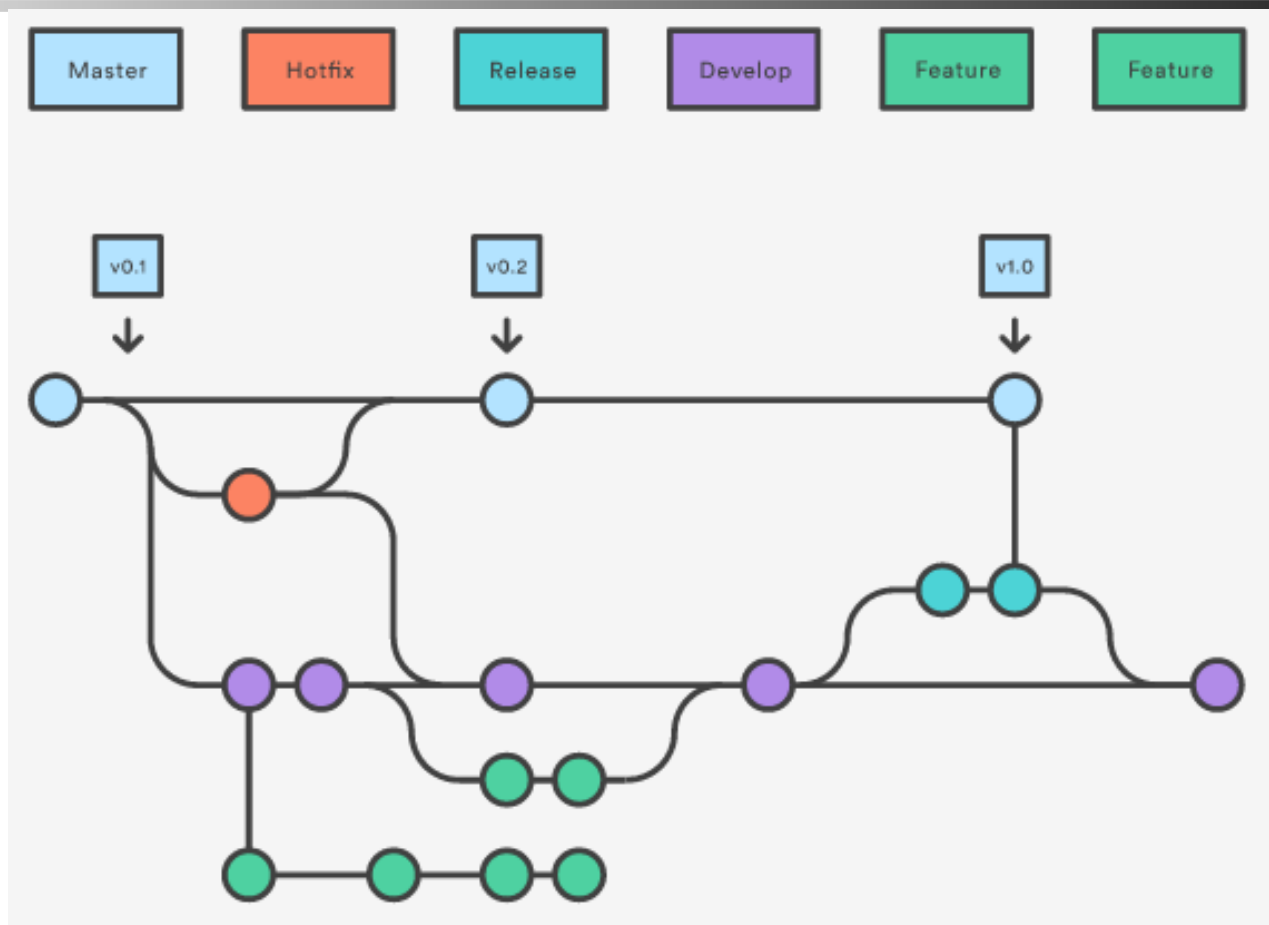 Master
Hotfix
Release
Develop
Feature
Feature
v0.1
v0.2
v1.0